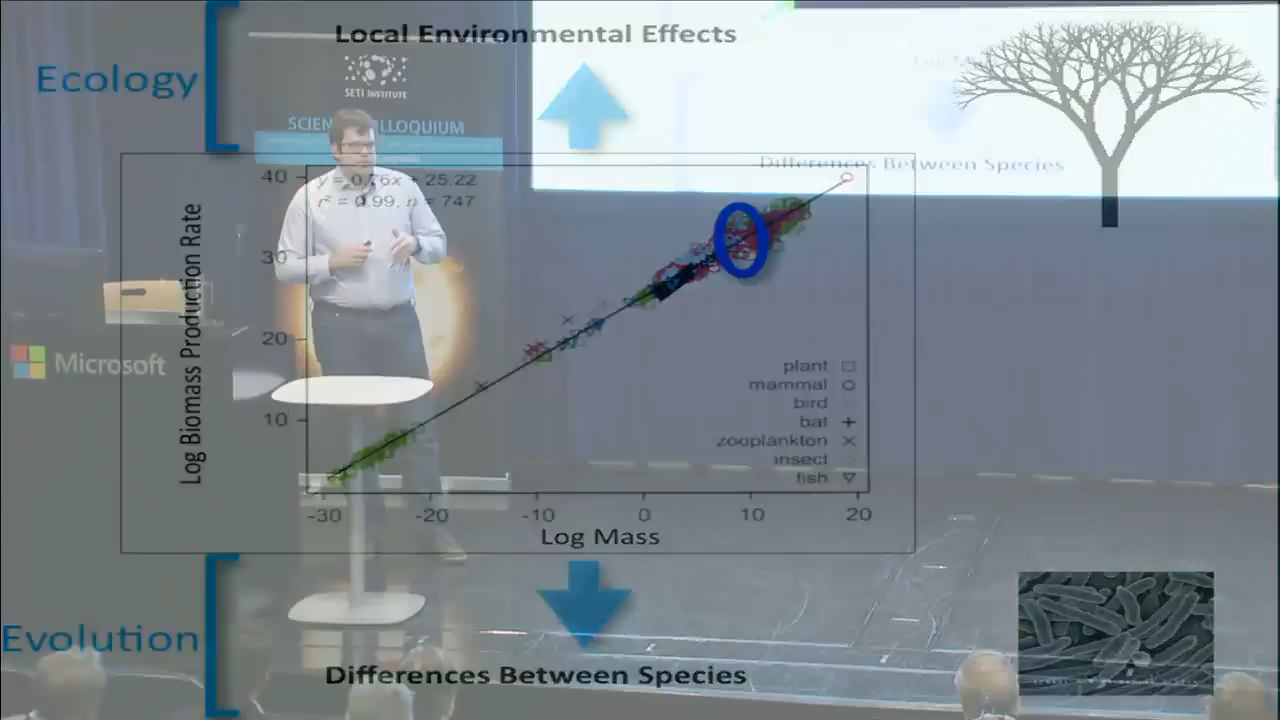 Local Environmental Effects
Ecology
SETI INSTITUTE
SCIEN OLLOQUIUM
Differences Between Species
y = 0.76x + 25.22
r² = 0.99, n = 747
Log Biomass Production Rate
40
30
20
10
Microsoft
plant
mammal
bird
bat
zooplankton
insect
fish
-30 -20 -10 0 10 20
Log Mass
Evolution
Differences Between Species